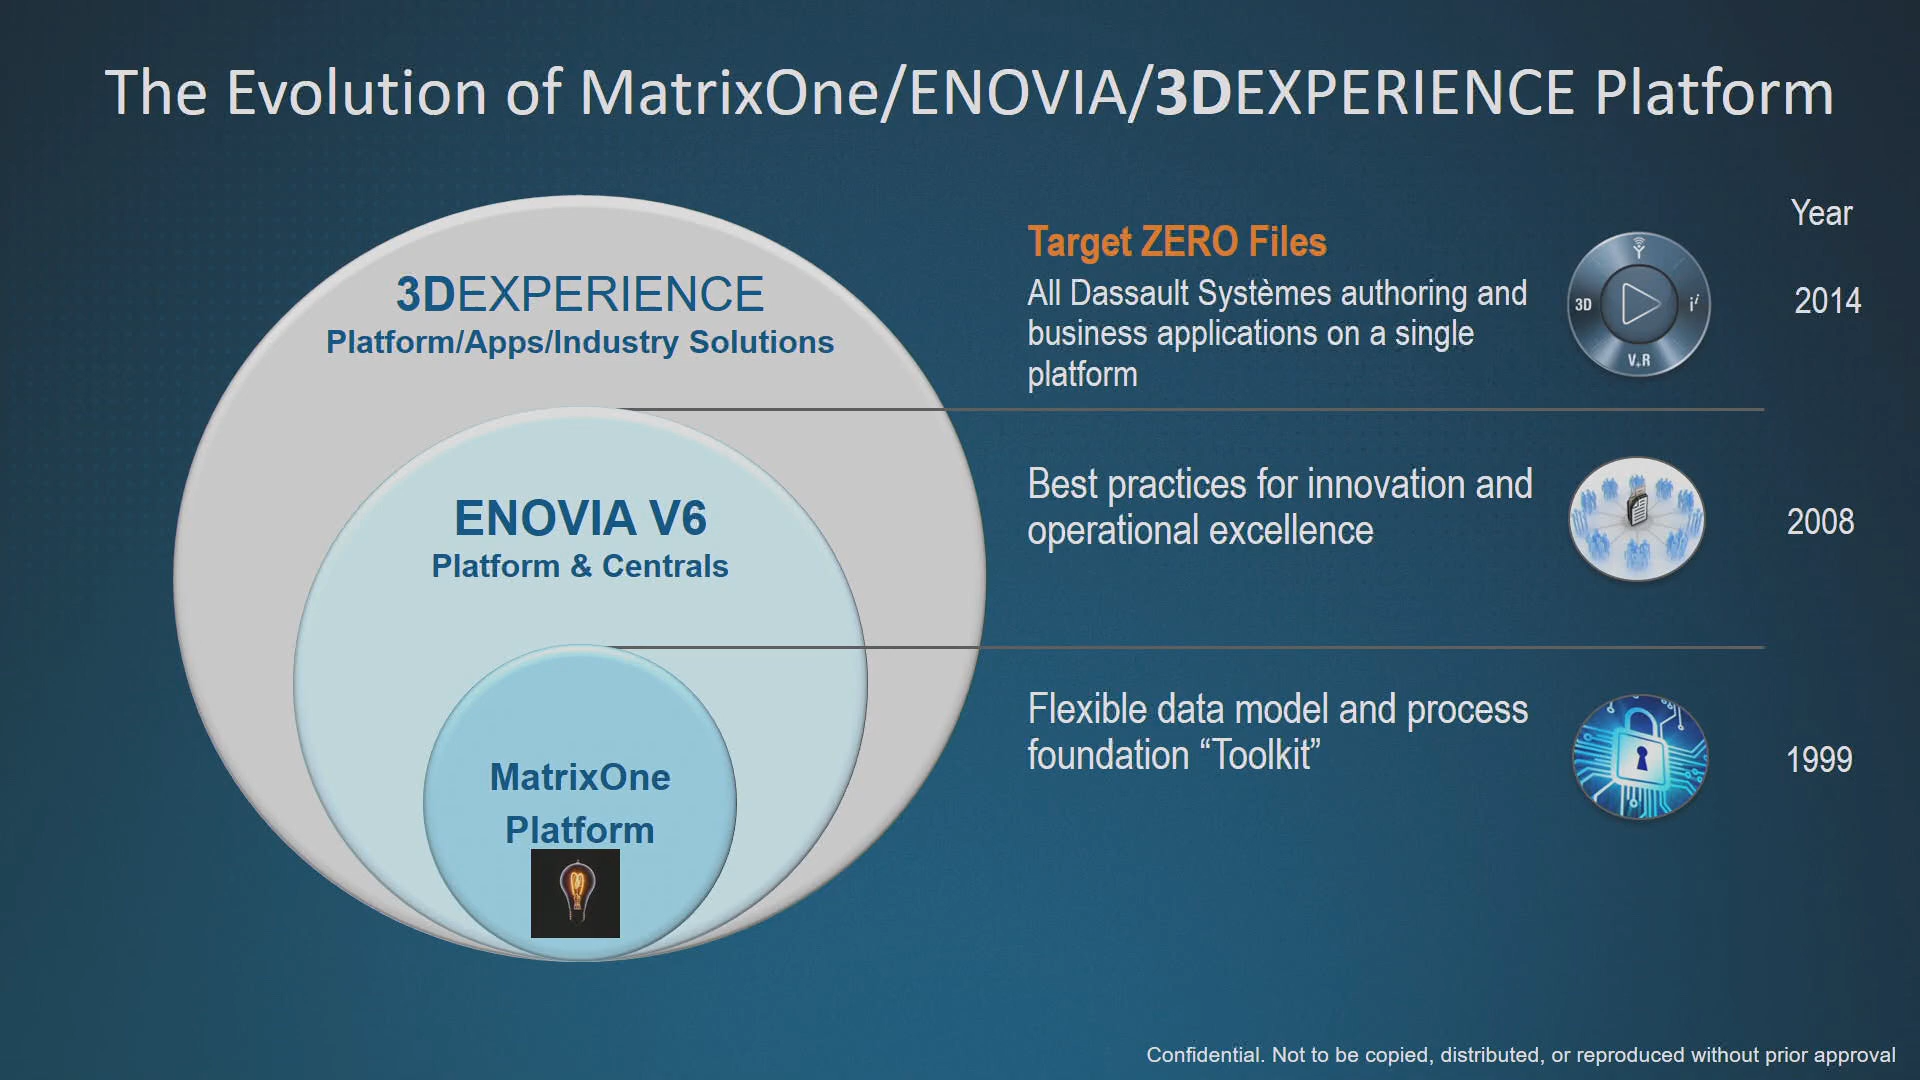 The Evolution of MatrixOne/ENOVIA/3DEXPERIENCE Platform
3DEXPERIENCE
Platform/Apps/Industry Solutions
ENOVIA V6
Platform & Centrals
MatrixOne
Platform
Year
Target ZERO Files
All Dassault Systèmes authoring and
business applications on a single
platform
3D
i i
V+R
2014
Best practices for innovation and
operational excellence
2008
Flexible data model and process
foundation “Toolkit”
1999
Confidential. Not to be copied, distributed, or reproduced without prior approval